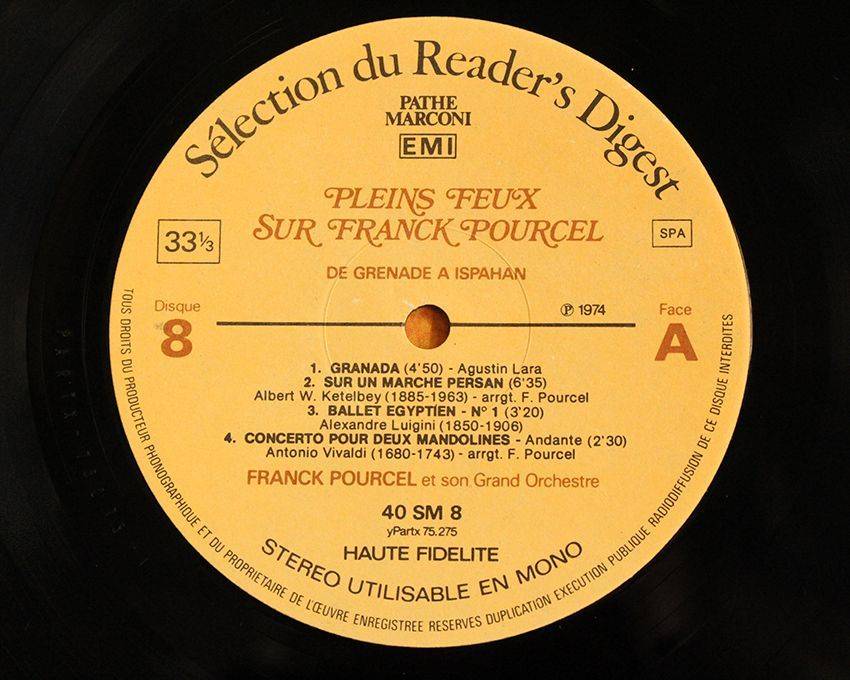 Sélection du Reader's Digest
PATHE
MARCONI
EMI
PLEINS FEUX
SUR FRANCK POURCEL
33 1/3
SPA
DE GRENADE A ISPAHAN
Disque
8
℗ 1974
Face
A
1. GRANADA (4'50) - Agustin Lara
2. SUR UN MARCHE PERSAN (6'35)
Albert W. Ketelbey (1885-1963) - arrgt. F. Pourcel
3. BALLET EGYPTIEN - N° 1 (3'20)
Alexandre Luigini (1850-1906)
4. CONCERTO POUR DEUX MANDOLINES - Andante (2'30)
Antonio Vivaldi (1680-1743) - arrgt. F. Pourcel
FRANCK POURCEL et son Grand Orchestre
40 SM 8
yPartx 75.275
HAUTE FIDELITE
STEREO UTILISABLE EN MONO
TOUS DROITS DU PRODUCTEUR PHONOGRAPHIQUE ET DU PROPRIETAIRE DE L'ŒUVRE ENREGISTREE RESERVES DUPLICATION EXECUTION PUBLIQUE RADIODIFFUSION DE CE DISQUE INTERDITES